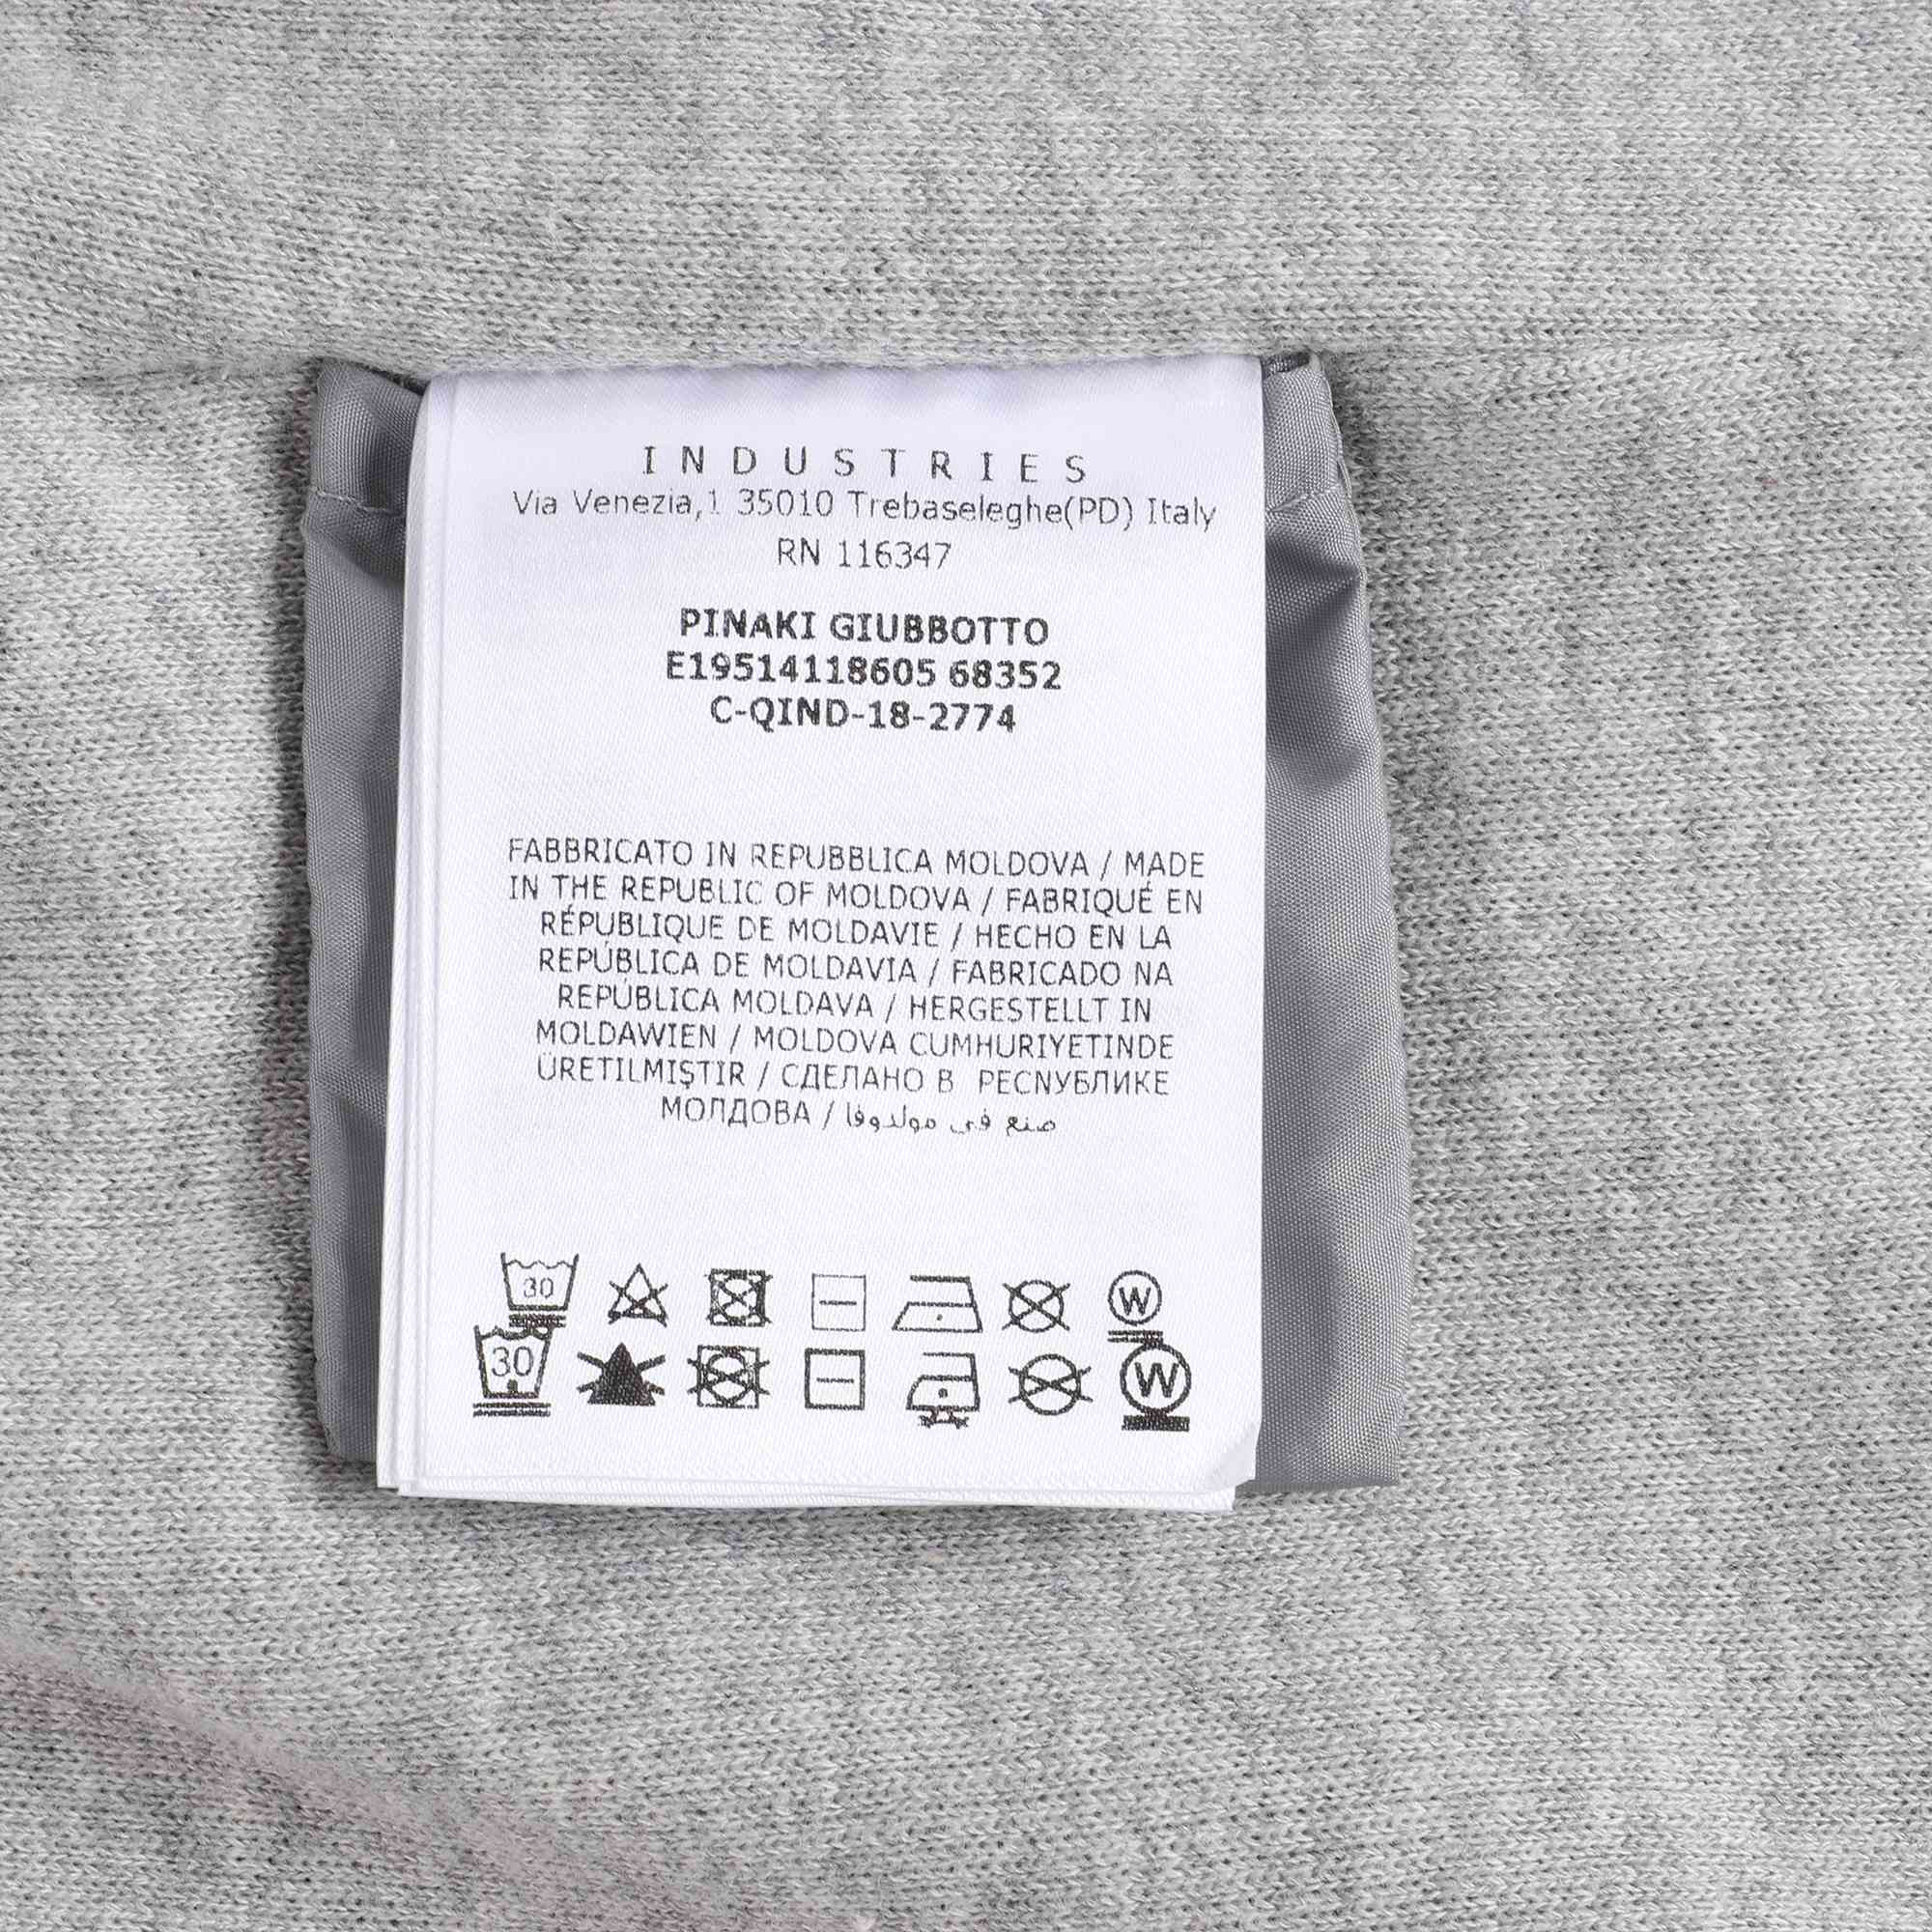 INDUSTRIES
Via Venezia,1 35010 Trebaseleghe(PD) Italy
RN 116347
PINAKI GIUBBOTTO
E19514118605 68352
C-QIND-18-2774
FABBRICATO IN REPUBBLICA MOLDOVA / MADE
IN THE REPUBLIC OF MOLDOVA / FABRIQUÉ EN
RÉPUBLIQUE DE MOLDAVIE / HECHO EN LA
REPÚBLICA DE MOLDAVIA / FABRICADO NA
REPÚBLICA MOLDAVA / HERGESTELLT IN
MOLDAWIEN / MOLDOVA CUMHURIYETINDE
ÜRETILMIŞTIR / СДЕЛАНО В РЕСПУБЛИКЕ
МОЛДОВА / صنع في مولدوفا
30 W
30 W